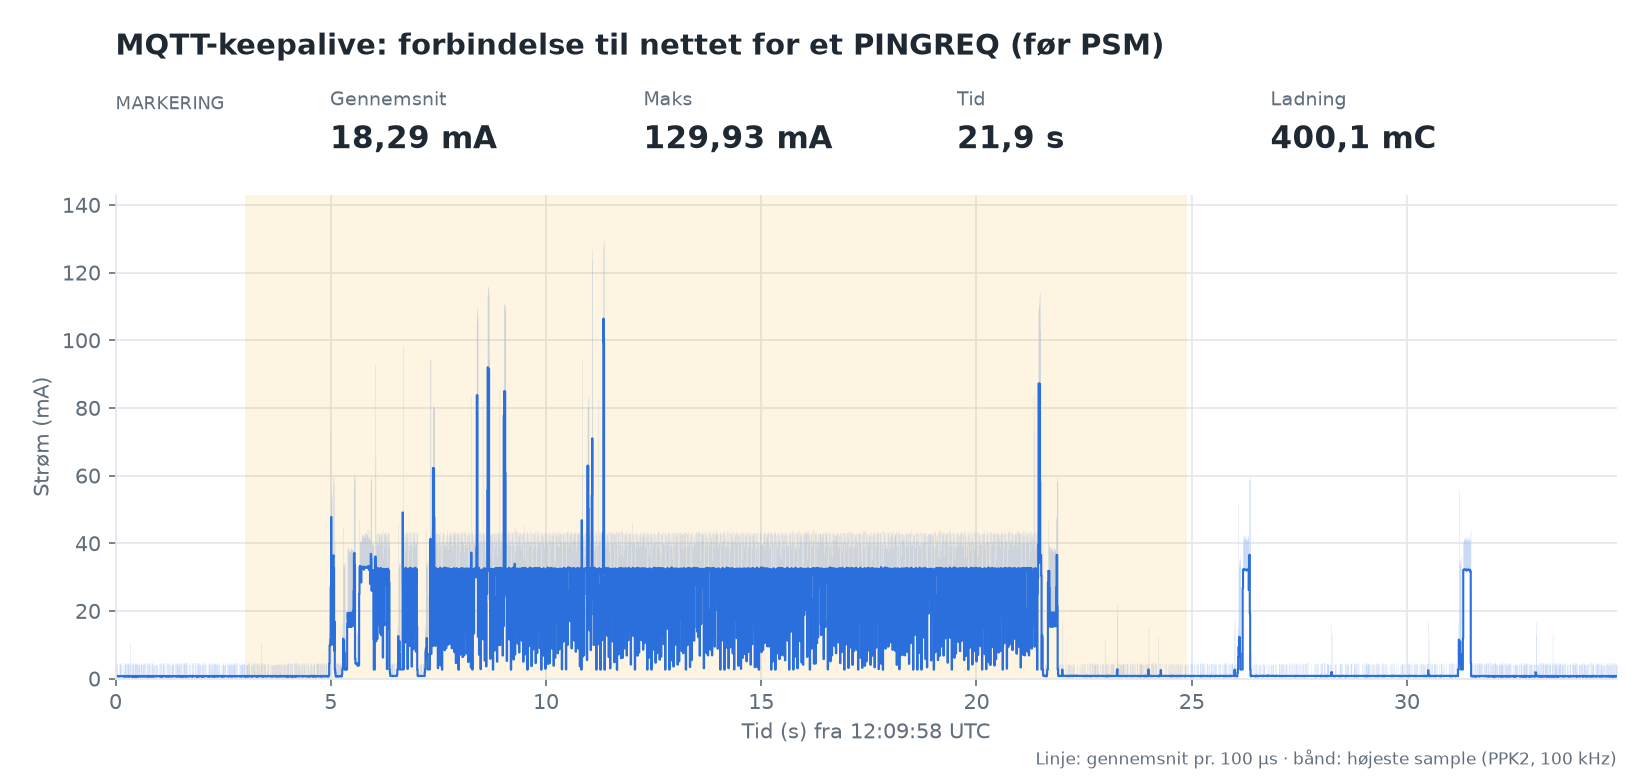 MQTT-keepalive: forbindelse til nettet for et PINGREQ (før PSM)
MARKERING
Gennemsnit
18,29 mA
Maks
129,93 mA
Tid
21,9 s
Ladning
400,1 mC
Strøm (mA)
140
120
100
80
60
40
20
0
0 5 10 15 20 25 30
Tid (s) fra 12:09:58 UTC
Linje: gennemsnit pr. 100 µs · bånd: højeste sample (PPK2, 100 kHz)